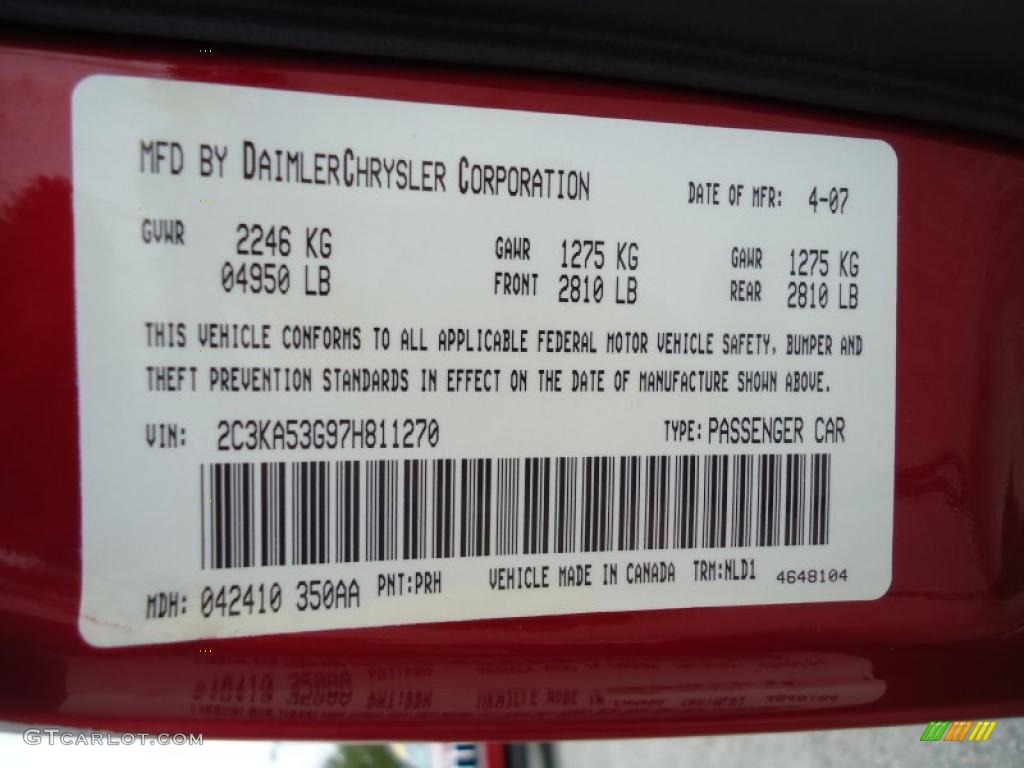 MFD BY DAIMLERCHRYSLER CORPORATION DATE OF MFR: 4-07
GVWR 2246 KG GAWR 1275 KG GAWR 1275 KG
04950 LB FRONT 2810 LB REAR 2810 LB
THIS VEHICLE CONFORMS TO ALL APPLICABLE FEDERAL MOTOR VEHICLE SAFETY, BUMPER AND
THEFT PREVENTION STANDARDS IN EFFECT ON THE DATE OF MANUFACTURE SHOWN ABOVE.
VIN: 2C3KA53G97H811270 TYPE: PASSENGER CAR
MDH: 042410 350AA PNT:PRH VEHICLE MADE IN CANADA TRM:NLD1 4648104
GTCARLOT.COM